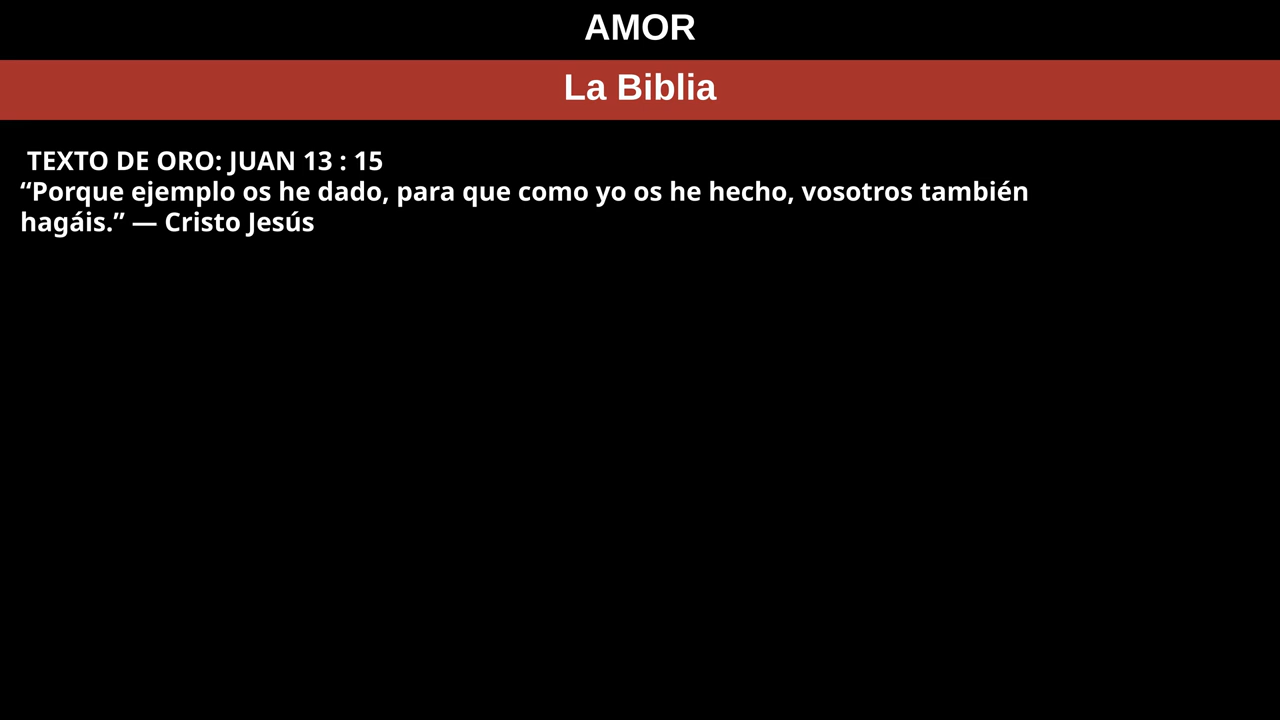 AMOR
La Biblia
TEXTO DE ORO: JUAN 13 : 15
“Porque ejemplo os he dado, para que como yo os he hecho, vosotros también
hagáis.” — Cristo Jesús